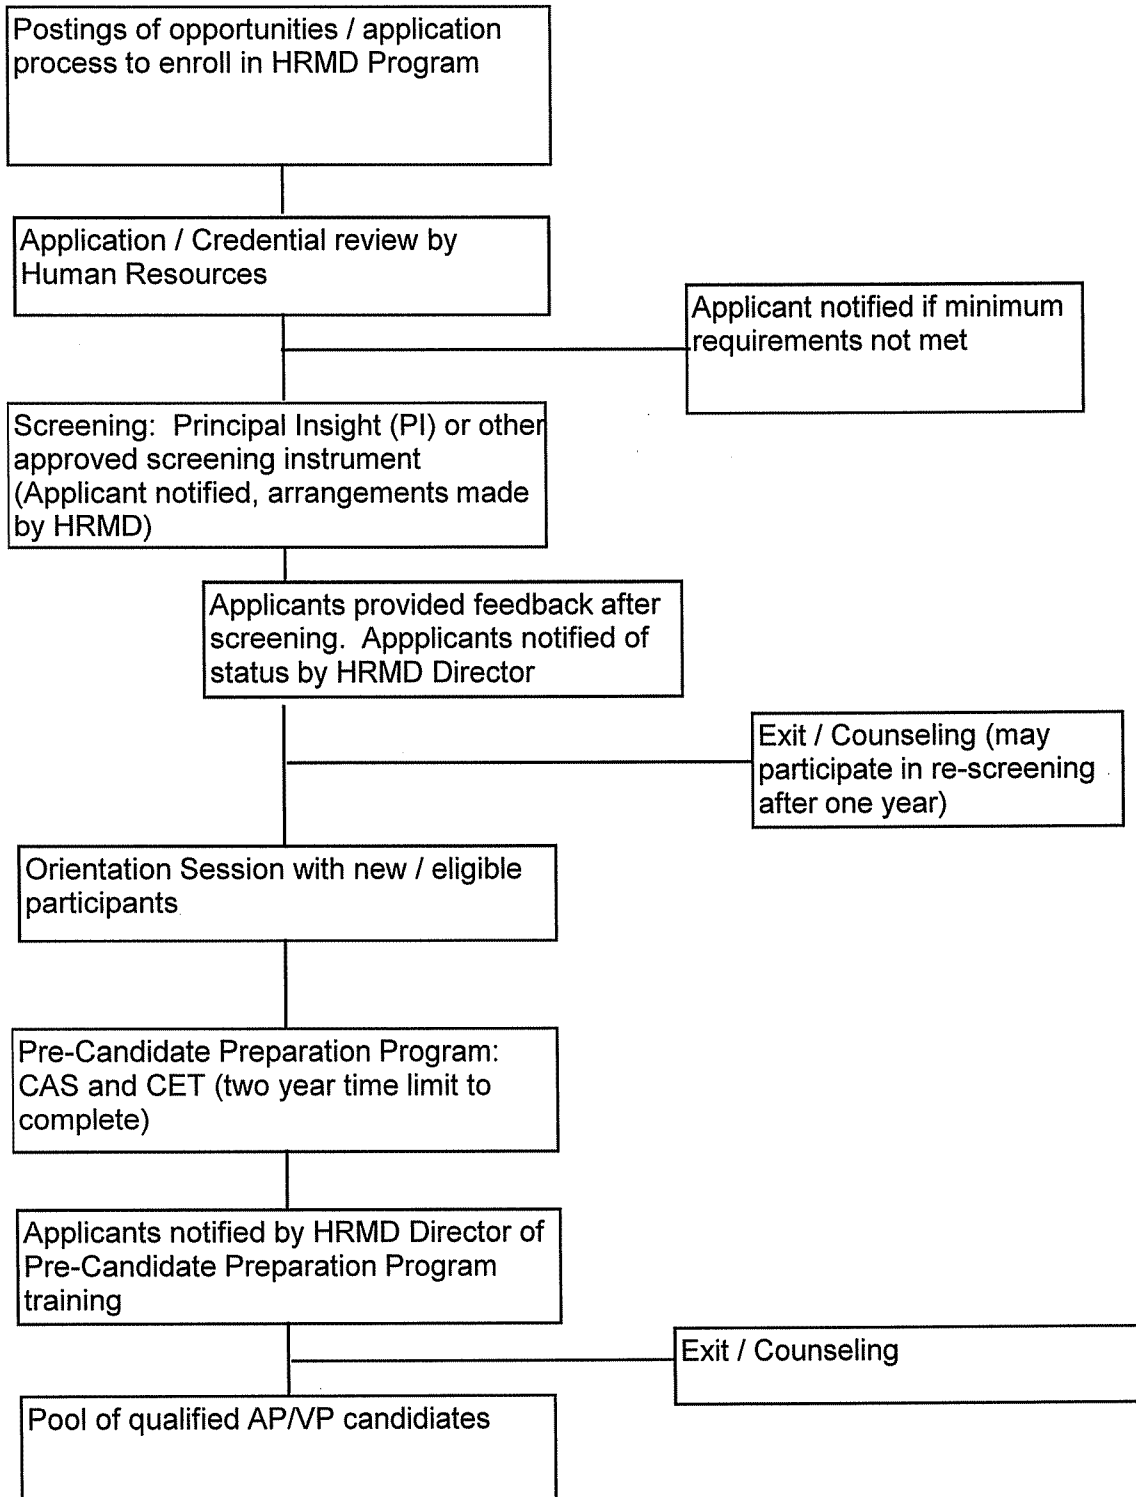 Postings of opportunities / application
process to enroll in HRMD Program
Application / Credential review by
Human Resources
Applicant notified if minimum
requirements not met
Screening:  Principal Insight (PI) or other
approved screening instrument
(Applicant notified, arrangements made
by HRMD)
Applicants provided feedback after
screening.  Appplicants notified of
status by HRMD Director
Exit / Counseling (may
participate in re-screening
after one year)
Orientation Session with new / eligible
participants
Pre-Candidate Preparation Program:
CAS and CET (two year time limit to
complete)
Applicants notified by HRMD Director of
Pre-Candidate Preparation Program
training
Exit / Counseling
Pool of qualified AP/VP candidiates